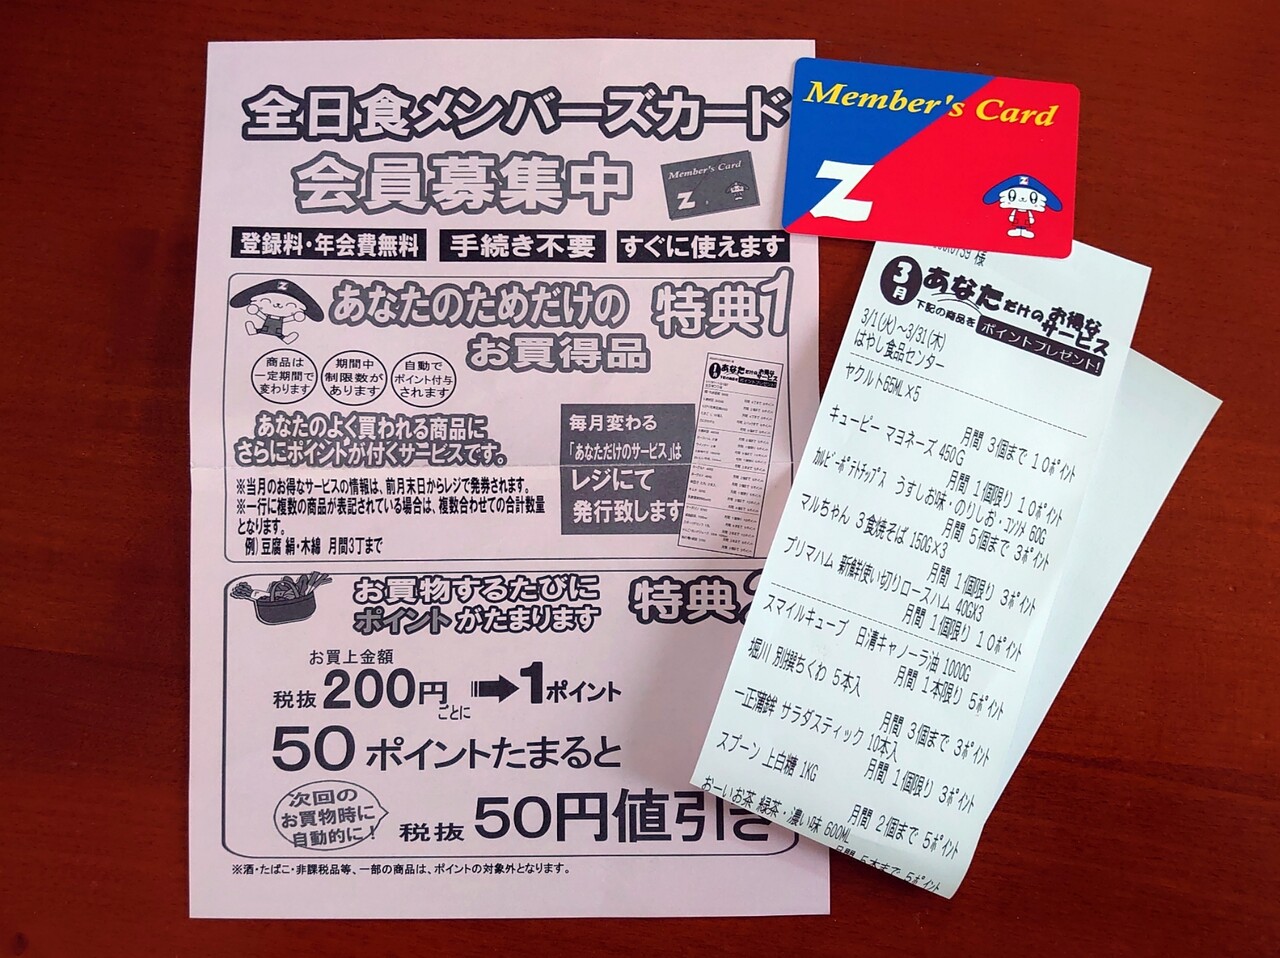 全日食メンバーズカード
会員募集中
Member's Card
Z
登録料・年会費無料
手続き不要
すぐに使えます
Z
あなたのためだけの
お買得品
特典1
商品は
一定期間で
変わります
期間中
制限数が
あります
自動で
ポイント付与
されます
あなたのよく買われる商品に
さらにポイントが付くサービスです。
※当月のお得なサービスの情報は、前月末日からレジで発券されます。
※一行に複数の商品が表記されている場合は、複数合わせての合計数量
となります。
例)豆腐 絹・木綿 月間3丁まで
毎月変わる
「あなただけのサービス」は
レジにて
発行致します
お買物するたびに
ポイントがたまります
特典
お買上金額
税抜200円ごとに
1ポイント
50ポイントたまると
次回の
お買物時に
自動的に!
税抜50円値引き
※酒・たばこ・非課税品等、一部の商品は、ポイントの対象外となります。
Member's Card
Z
Z
様
3月
あなただけのお得なサービス
下記の商品をポイントプレゼント!
3/1(火)~3/31(木)
はやし食品センター
ヤクルト65ML×5
月間 3個まで 10ポイント
キューピー マヨネーズ 450G
月間 1個限り 10ポイント
カルビーポテトチップス うすしお味・のりしお・コンソメ 60G
月間 5個まで 3ポイント
マルちゃん 3食焼そば 150G×3
月間 1個限り 3ポイント
プリマハム 新鮮使い切りロースハム 40G×3
月間 1個限り 10ポイント
スマイルキューブ 日清キャノーラ油 1000G
月間 1本限り 5ポイント
堀川 別撰ちくわ 5本入
月間 3個まで 3ポイント
一正蒲鉾 サラダスティック 10本入
月間 1個限り 3ポイント
スプーン 上白糖 1KG
月間 2個まで 5ポイント
おーいお茶 緑茶・濃い味 600ML
月間 5本まで 5ポイント